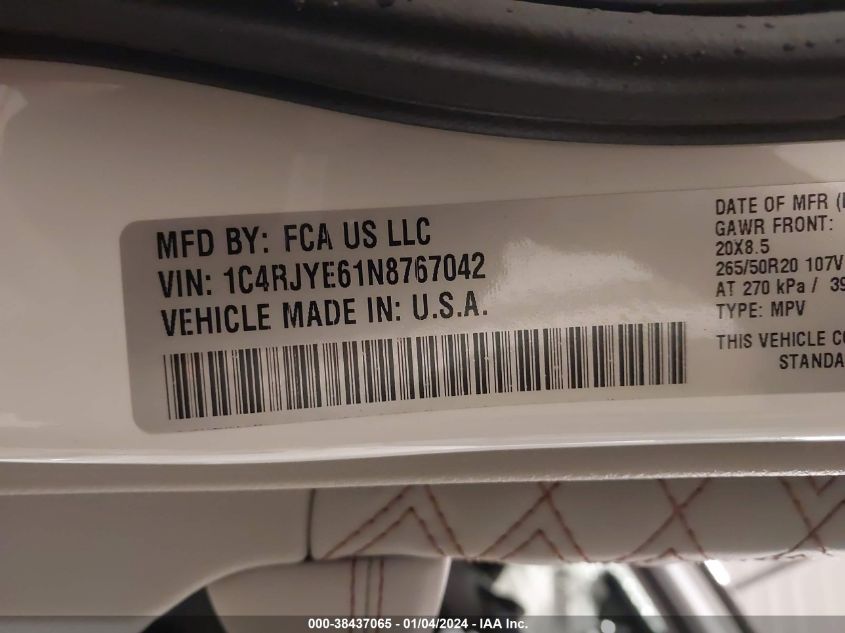 MFD BY: FCA US LLC
VIN: 1C4RJYE61N8767042
VEHICLE MADE IN: U.S.A.
DATE OF MFR
GAWR FRONT:
20X8.5
265/50R20 107V
AT 270 kPa / 39
TYPE: MPV
THIS VEHICLE
000-38437065 - 01/04/2024 - IAA Inc.